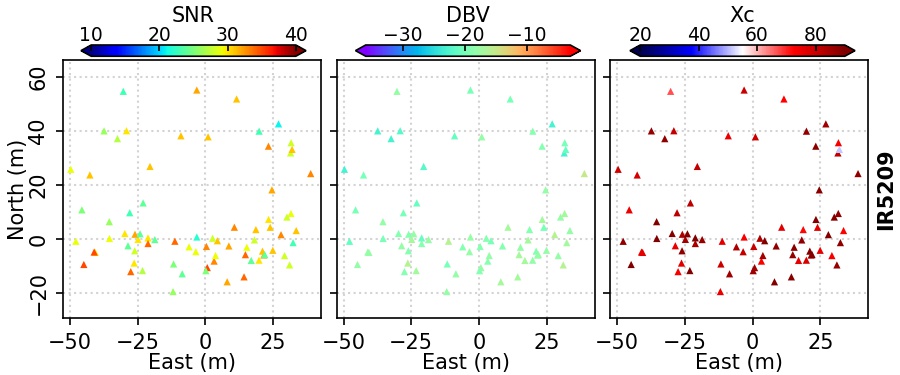 SNR DBV Xc
10 20 30 40 −30 −20 −10 20 40 60 80
60
40
20
0
−20
North (m)
−50 −25 0 25 −50 −25 0 25 −50 −25 0 25
East (m) East (m) East (m)
IR5209